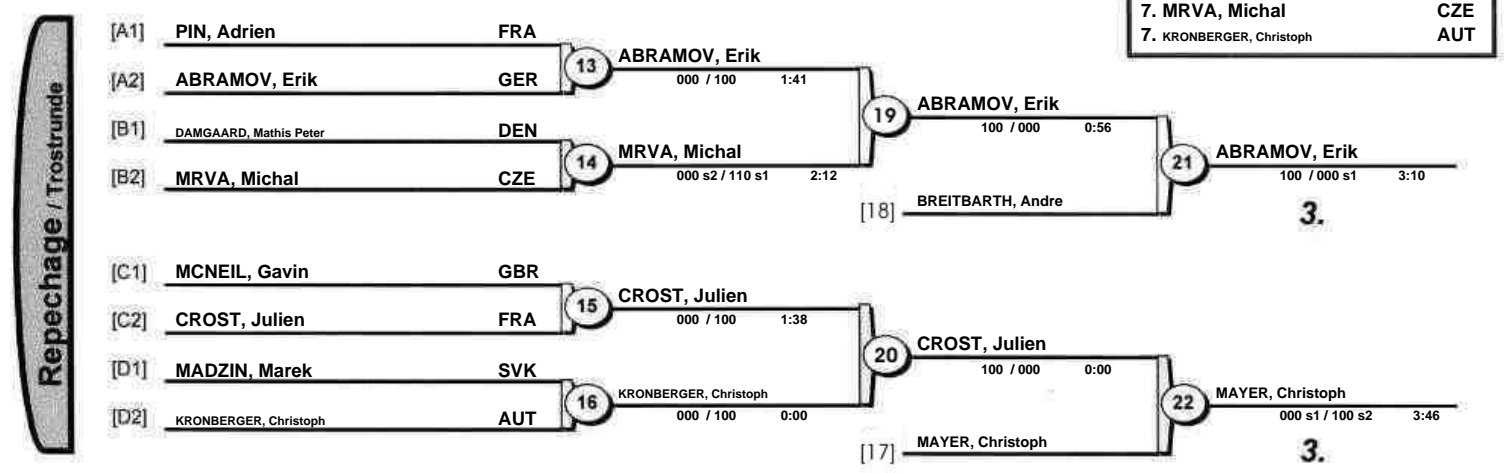 7. MRVA, Michal CZE
7. KRONBERGER, Christoph AUT
Repechage / Trostrunde
[A1] PIN, Adrien FRA
13 ABRAMOV, Erik
000 / 100 1:41
[A2] ABRAMOV, Erik GER
19 ABRAMOV, Erik
100 / 000 0:56
[B1] DAMGAARD, Mathis Peter DEN
14 MRVA, Michal
000 s2 / 110 s1 2:12
[B2] MRVA, Michal CZE
21 ABRAMOV, Erik
100 / 000 s1 3:10
[18] BREITBARTH, Andre
3.
[C1] MCNEIL, Gavin GBR
15 CROST, Julien
000 / 100 1:38
[C2] CROST, Julien FRA
20 CROST, Julien
100 / 000 0:00
[D1] MADZIN, Marek SVK
16 KRONBERGER, Christoph
000 / 100 0:00
[D2] KRONBERGER, Christoph AUT
22 MAYER, Christoph
000 s1 / 100 s2 3:46
[17] MAYER, Christoph
3.